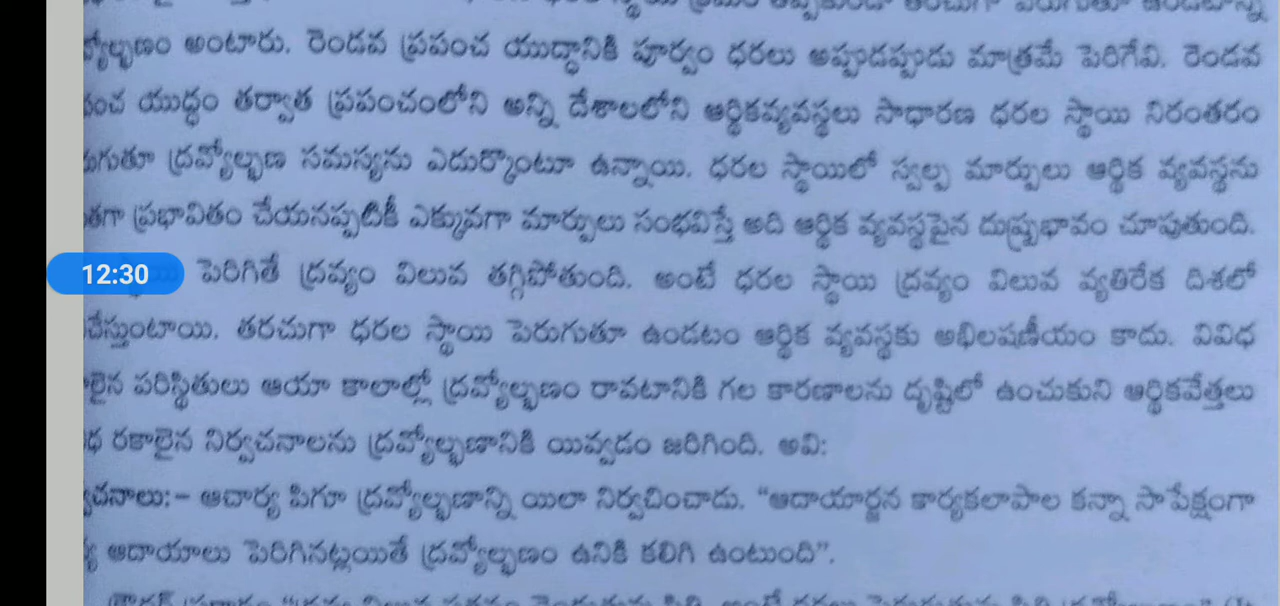 అంటారు. రెండవ ప్రపంచ యుద్ధానికి పూర్వం ధరలు అప్పుడప్పుడు మాత్రమే పెరిగేవి. రెండవ
యుద్ధం తర్వాత ప్రపంచంలోని అన్ని దేశాలలోని ఆర్థికవ్యవస్థలు సాధారణ ధరల స్థాయి నిరంతరం
ద్రవ్యోల్బణ సమస్యను ఎదుర్కొంటూ ఉన్నాయి. ధరల స్థాయిలో స్వల్ప మార్పులు ఆర్థిక వ్యవస్థను
ప్రభావితం చేయనప్పటికీ ఎక్కువగా మార్పులు సంభవిస్తే అది ఆర్థిక వ్యవస్థపైన దుష్ప్రభావం చూపుతుంది.
12:30 పెరిగితే ద్రవ్యం విలువ తగ్గిపోతుంది. అంటే ధరల స్థాయి ద్రవ్యం విలువ వ్యతిరేక దిశలో
తరచుగా ధరల స్థాయి పెరుగుతూ ఉండటం ఆర్థిక వ్యవస్థకు అభిలషణీయం కాదు. వివిధ
పరిస్థితులు ఆయా కాలాల్లో ద్రవ్యోల్బణం రావటానికి గల కారణాలను దృష్టిలో ఉంచుకుని ఆర్థికవేత్తలు
రకాలైన నిర్వచనాలను ద్రవ్యోల్బణానికి యివ్వడం జరిగింది. అవి:
ఆచార్య పిగూ ద్రవ్యోల్బణాన్ని యిలా నిర్వచించాడు. "ఆదాయార్జన కార్యకలాపాల కన్నా సాపేక్షంగా
ఆదాయాలు పెరిగినట్లయితే ద్రవ్యోల్బణం ఉనికి కలిగి ఉంటుంది".